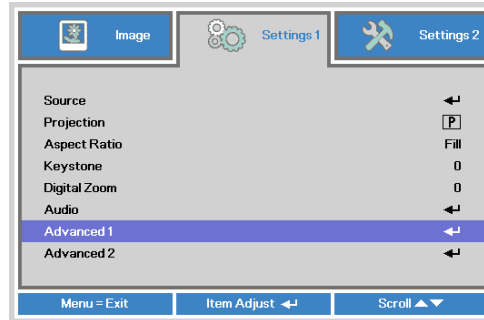 Image Settings 1 Settings 2
Source
Projection P
Aspect Ratio Fill
Keystone 0
Digital Zoom 0
Audio
Advanced 1
Advanced 2
Menu = Exit Item Adjust Scroll